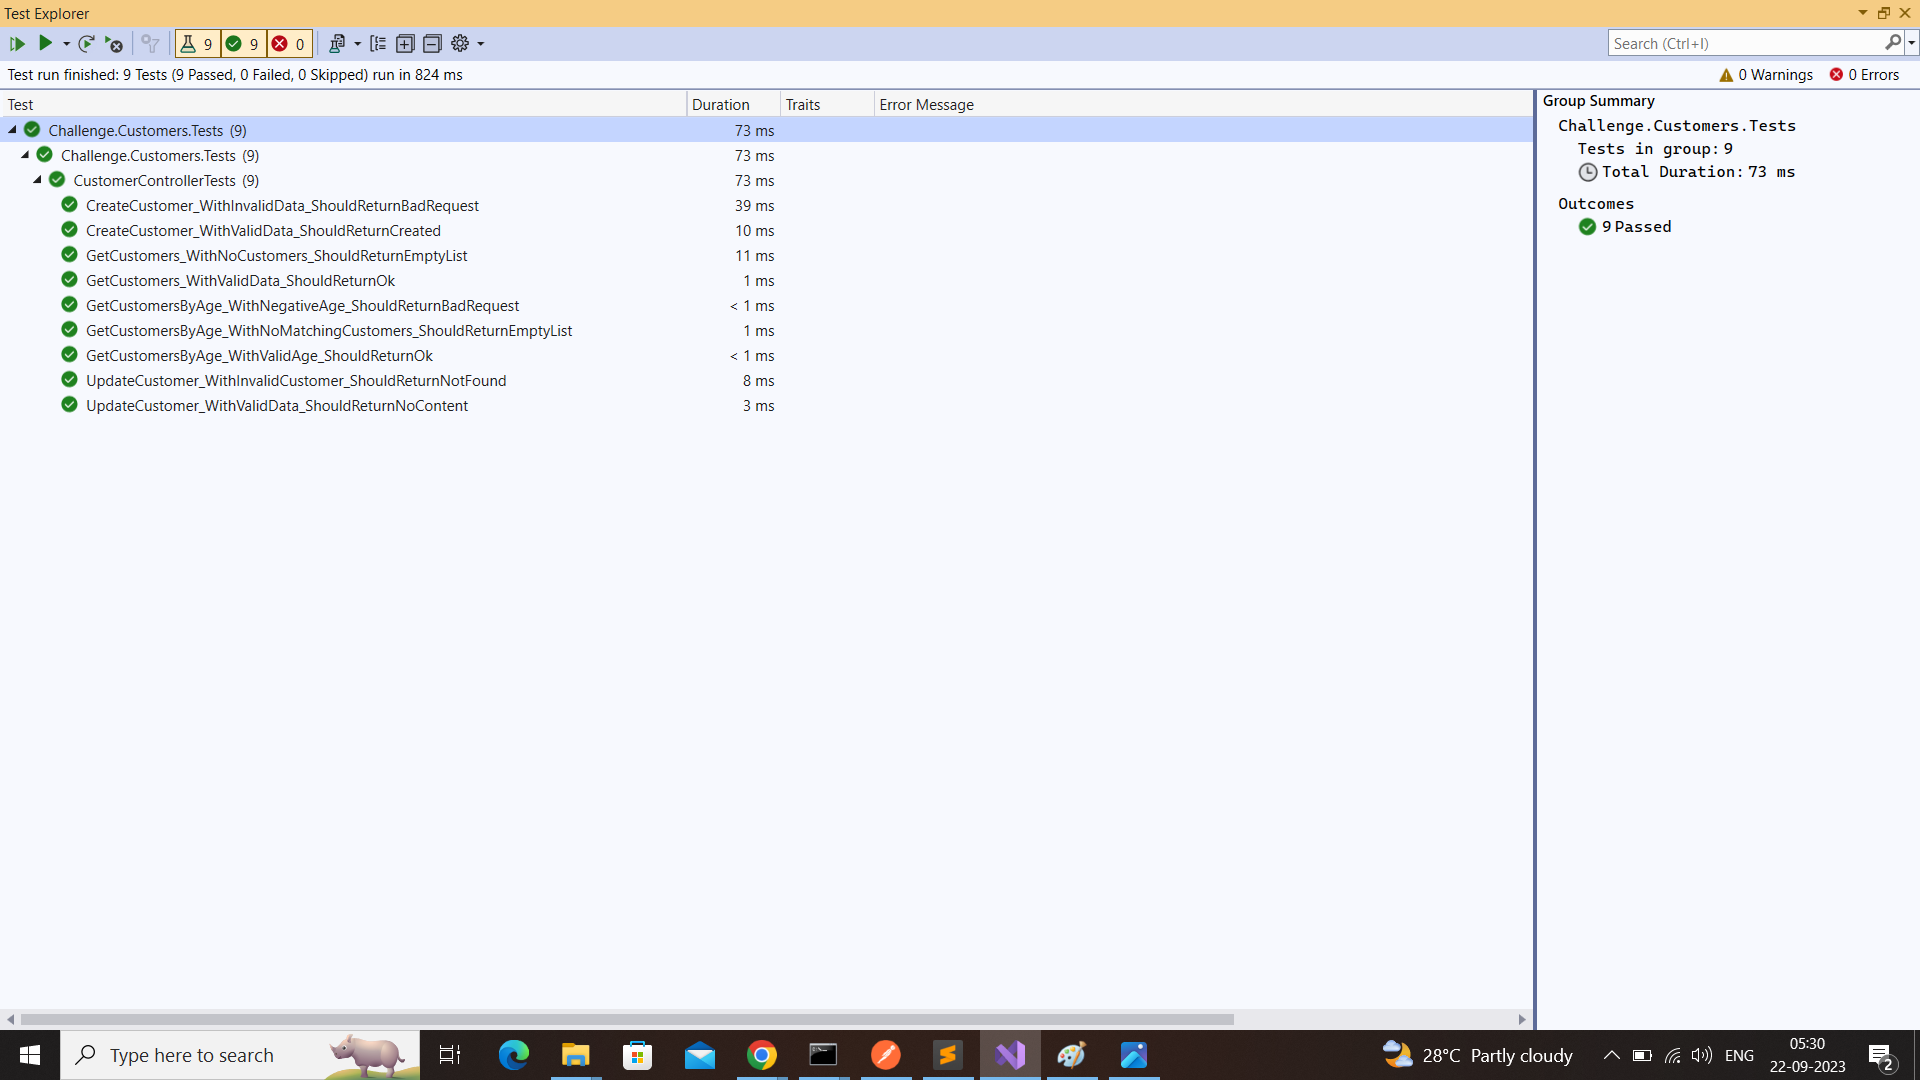 Test Explorer
9 9 0
Search (Ctrl+I)
Test run finished: 9 Tests (9 Passed, 0 Failed, 0 Skipped) run in 824 ms
0 Warnings 0 Errors
Test Duration Traits Error Message
Challenge.Customers.Tests (9) 73 ms
Challenge.Customers.Tests (9) 73 ms
CustomerControllerTests (9) 73 ms
CreateCustomer_WithInvalidData_ShouldReturnBadRequest 39 ms
CreateCustomer_WithValidData_ShouldReturnCreated 10 ms
GetCustomers_WithNoCustomers_ShouldReturnEmptyList 11 ms
GetCustomers_WithValidData_ShouldReturnOk 1 ms
GetCustomersByAge_WithNegativeAge_ShouldReturnBadRequest < 1 ms
GetCustomersByAge_WithNoMatchingCustomers_ShouldReturnEmptyList 1 ms
GetCustomersByAge_WithValidAge_ShouldReturnOk < 1 ms
UpdateCustomer_WithInvalidCustomer_ShouldReturnNotFound 8 ms
UpdateCustomer_WithValidData_ShouldReturnNoContent 3 ms
Group Summary
Challenge.Customers.Tests
Tests in group: 9
Total Duration: 73 ms
Outcomes
9 Passed
Type here to search
28°C Partly cloudy
ENG
05:30
22-09-2023
2